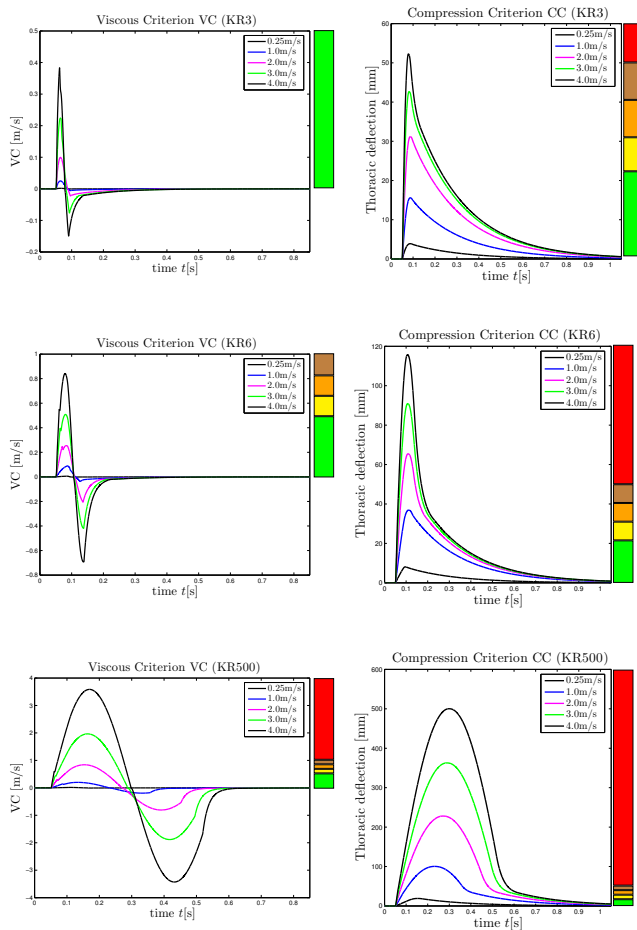 Viscous Criterion VC (KR3)
VC [m/s]
0.5
0.4
0.3
0.2
0.1
0
−0.1
−0.2
0.25m/s
1.0m/s
2.0m/s
3.0m/s
4.0m/s
0 0.1 0.2 0.3 0.4 0.5 0.6 0.7 0.8
time t[s]
Compression Criterion CC (KR3)
Thoracic deflection [mm]
60
50
40
30
20
10
0
0.25m/s
1.0m/s
2.0m/s
3.0m/s
4.0m/s
0 0.1 0.2 0.3 0.4 0.5 0.6 0.7 0.8 0.9 1
time t[s]
Viscous Criterion VC (KR6)
VC [m/s]
1
0.8
0.6
0.4
0.2
0
−0.2
−0.4
−0.6
−0.8
0.25m/s
1.0m/s
2.0m/s
3.0m/s
4.0m/s
0 0.1 0.2 0.3 0.4 0.5 0.6 0.7 0.8
time t[s]
Compression Criterion CC (KR6)
Thoracic deflection [mm]
120
100
80
60
40
20
0
0.25m/s
1.0m/s
2.0m/s
3.0m/s
4.0m/s
0 0.1 0.2 0.3 0.4 0.5 0.6 0.7 0.8 0.9 1
time t[s]
Viscous Criterion VC (KR500)
VC [m/s]
4
3
2
1
0
−1
−2
−3
−4
0.25m/s
1.0m/s
2.0m/s
3.0m/s
4.0m/s
0 0.1 0.2 0.3 0.4 0.5 0.6 0.7 0.8
time t[s]
Compression Criterion CC (KR500)
Thoracic deflection [mm]
600
500
400
300
200
100
0
0.25m/s
1.0m/s
2.0m/s
3.0m/s
4.0m/s
0 0.1 0.2 0.3 0.4 0.5 0.6 0.7 0.8 0.9 1
time t[s]